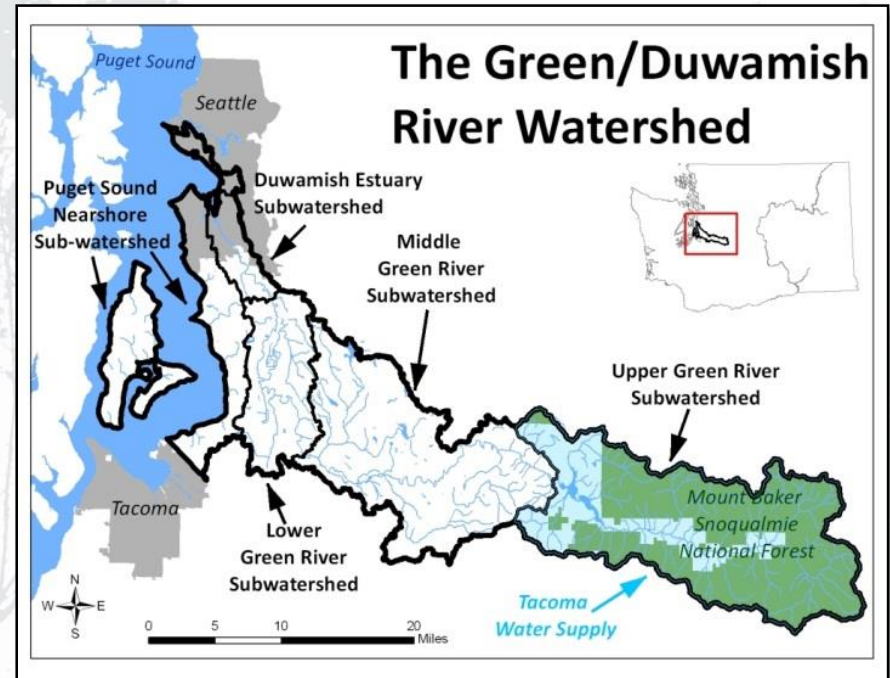 The Green/Duwamish
River Watershed
Puget Sound
Seattle
Puget Sound
Nearshore
Sub-watershed
Duwamish Estuary
Subwatershed
Middle
Green River
Subwatershed
Upper Green River
Subwatershed
Mount Baker
Snoqualmie
National Forest
Tacoma
Lower
Green River
Subwatershed
Tacoma
Water Supply
N
W E
S
0 5 10 20
Miles